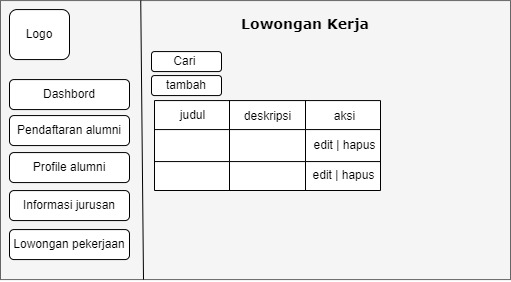 Logo
Dashbord
Pendaftaran alumni
Profile alumni
Informasi jurusan
Lowongan pekerjaan
Lowongan Kerja
Cari
tambah
judul deskripsi aksi
edit | hapus
edit | hapus